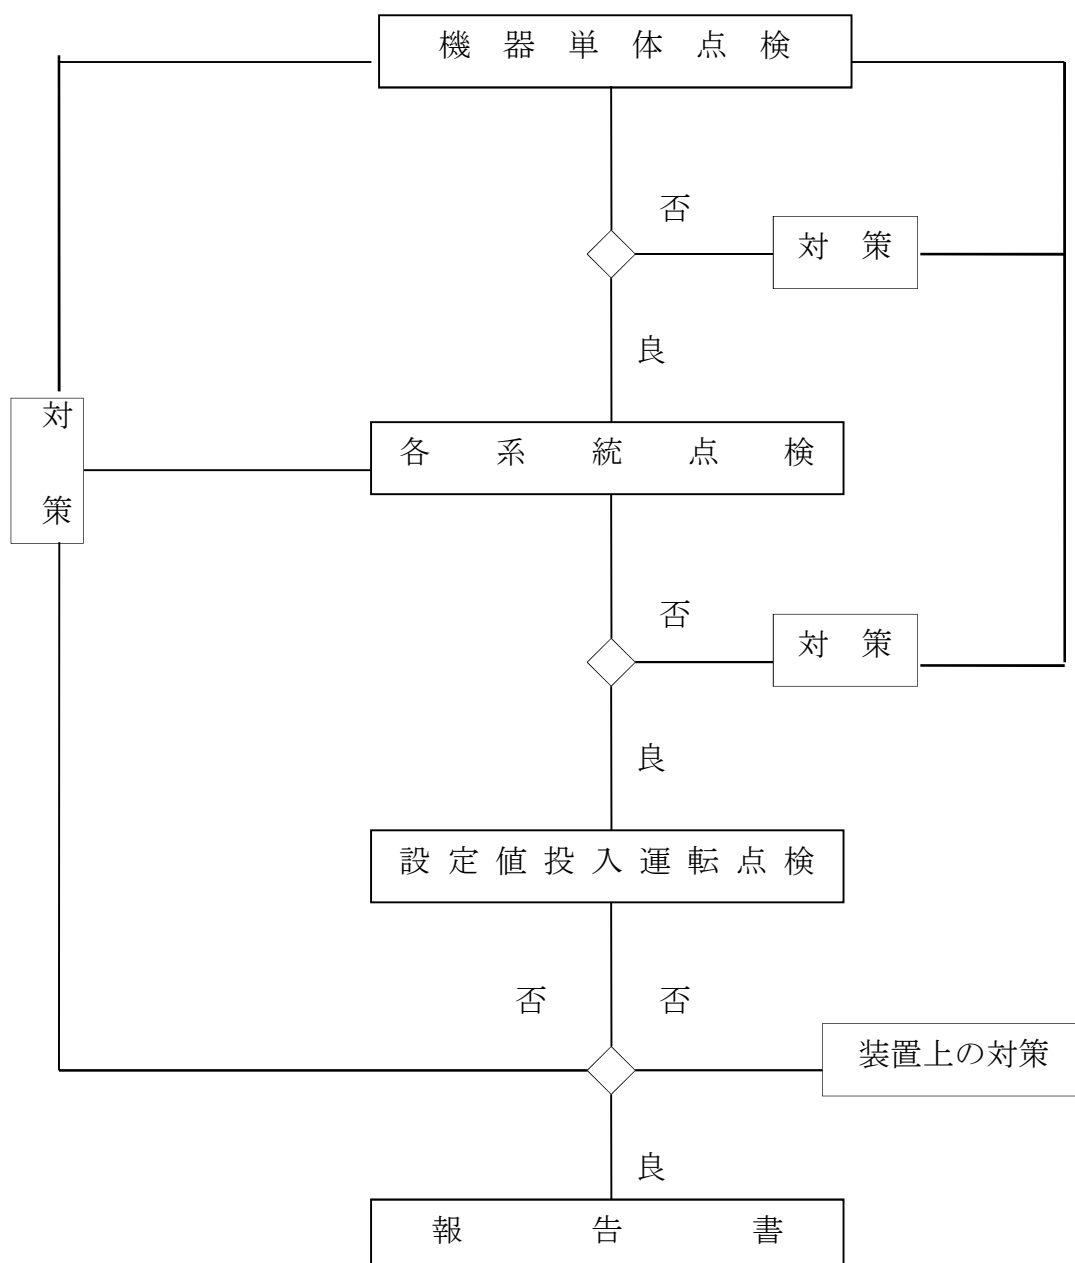 機器単体点検
否
対策
良
対
策
各系統点検
否
対策
良
設定値投入運転点検
否 否
装置上の対策
良
報告書